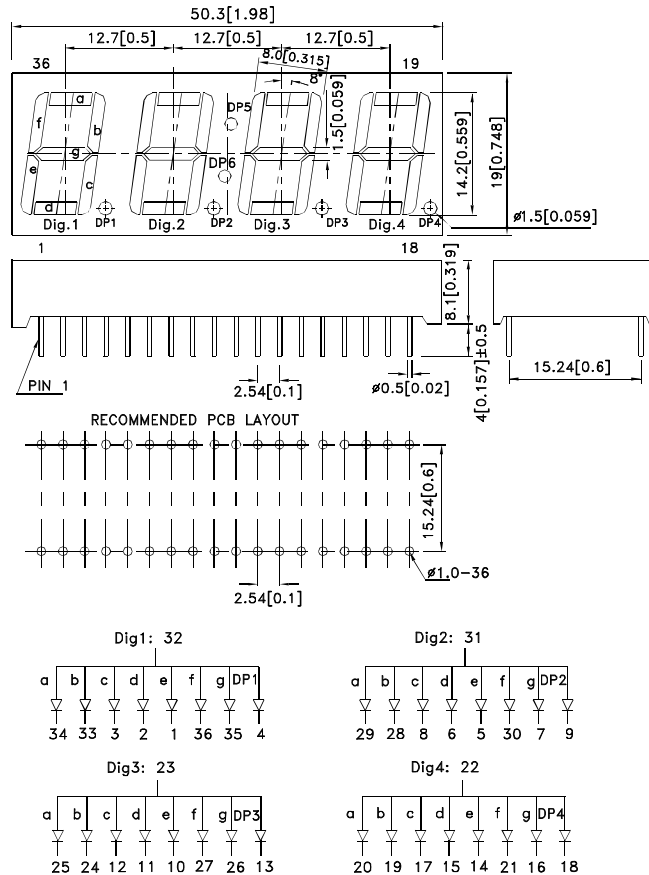 50.3[1.98]
12.7[0.5] 12.7[0.5] 12.7[0.5]
8.0[0.315]
36 19
8°
a
DP5
f b
1.5[0.059]
g
DP6
14.2[0.559]
19[0.748]
e c
d
DP1 DP2 DP3 DP4
Dig.1 Dig.2 Dig.3 Dig.4
ø1.5[0.059]
1 18
8.1[0.319]
PIN 1
2.54[0.1]
ø0.5[0.02]
4[0.157]±0.5
15.24[0.6]
RECOMMENDED PCB LAYOUT
15.24[0.6]
2.54[0.1]
ø1.0-36
Dig1: 32
a b c d e f g DP1
34 33 3 2 1 36 35 4
Dig2: 31
a b c d e f g DP2
29 28 8 6 5 30 7 9
Dig3: 23
a b c d e f g DP3
25 24 12 11 10 27 26 13
Dig4: 22
a b c d e f g DP4
20 19 17 15 14 21 16 18